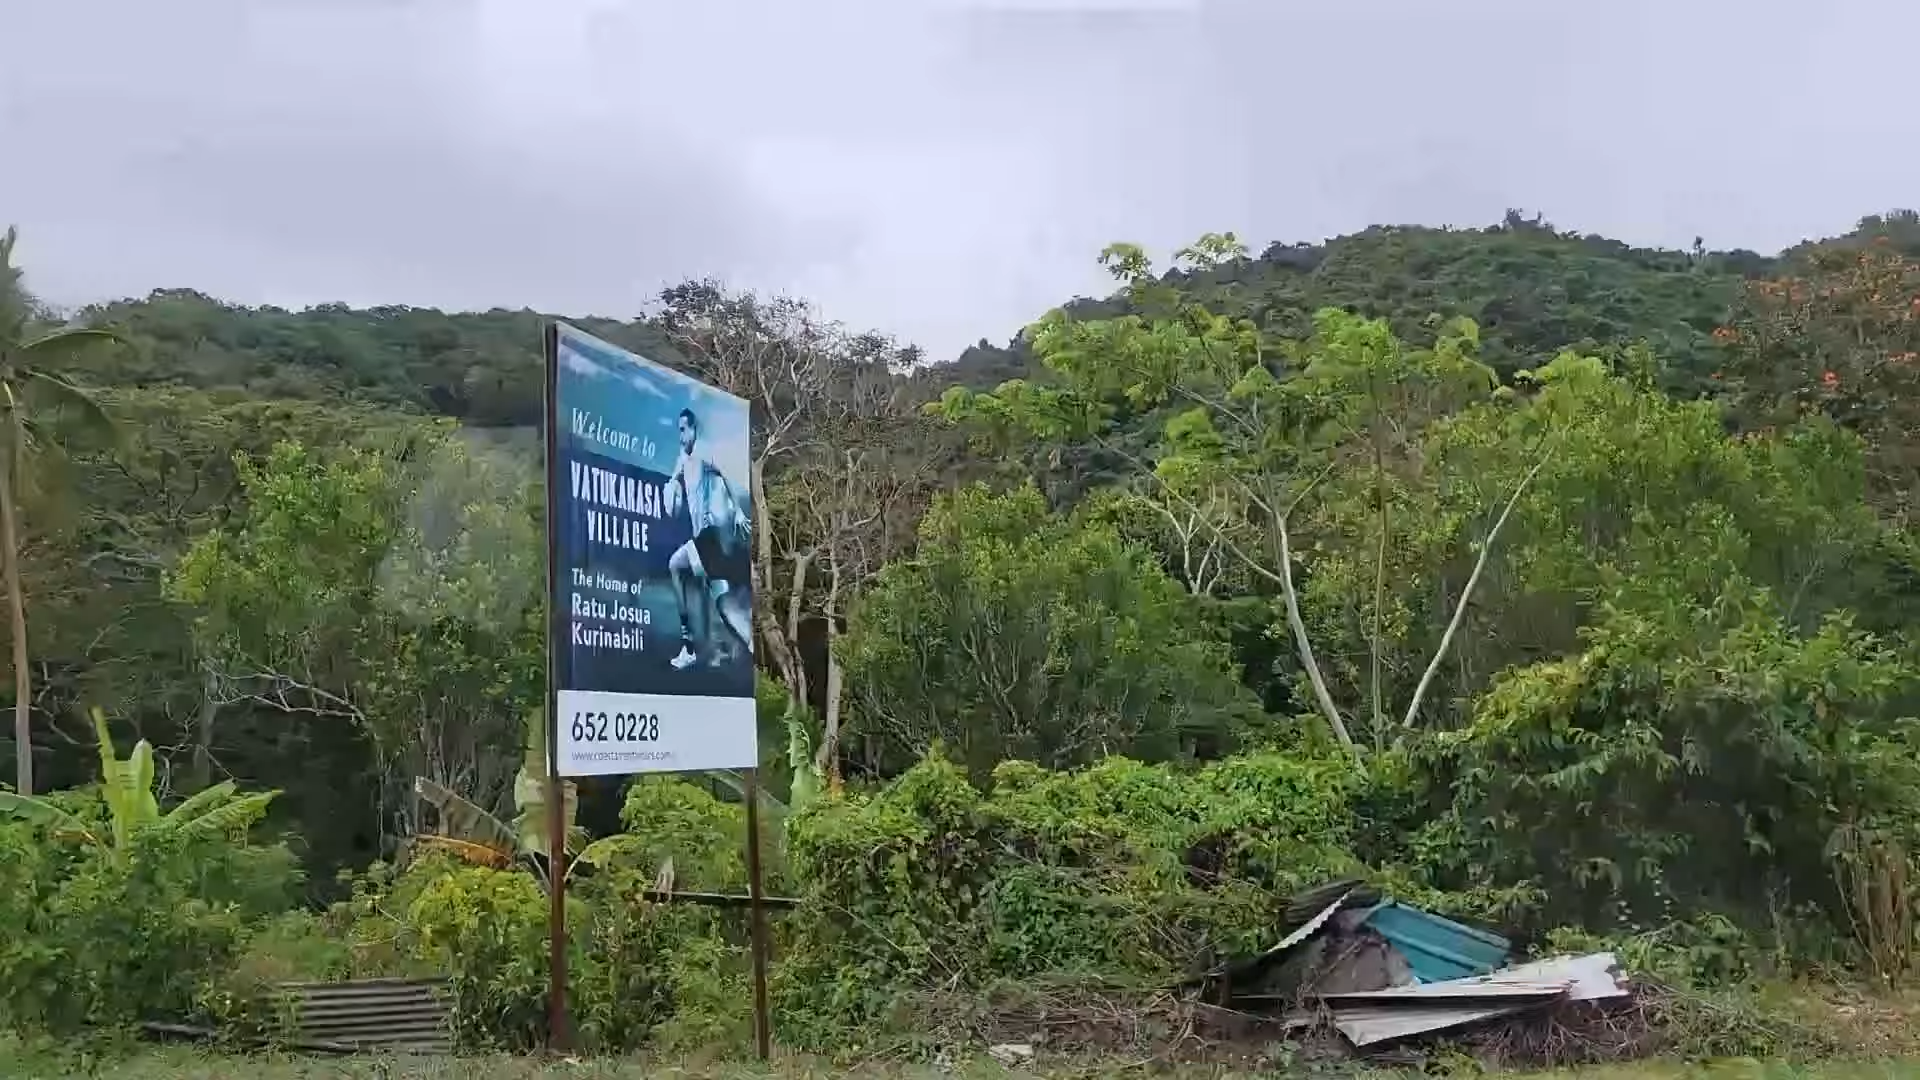 Welcome to
VATUKARASA
VILLAGE
The Home of
Ratu Josua
Kurinabili
652 0228